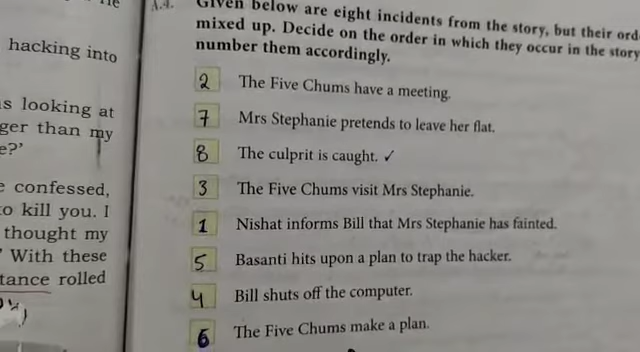 A.4. Given below are eight incidents from the story, but their
mixed up. Decide on the order in which they occur in the story
number them accordingly.
2 The Five Chums have a meeting.
7 Mrs Stephanie pretends to leave her flat.
8 The culprit is caught. ✓
3 The Five Chums visit Mrs Stephanie.
1 Nishat informs Bill that Mrs Stephanie has fainted.
5 Basanti hits upon a plan to trap the hacker.
4 Bill shuts off the computer.
6 The Five Chums make a plan.
hacking into
s looking at
ger than my
e?'
e confessed,
to kill you. I
thought my
With these
tance rolled